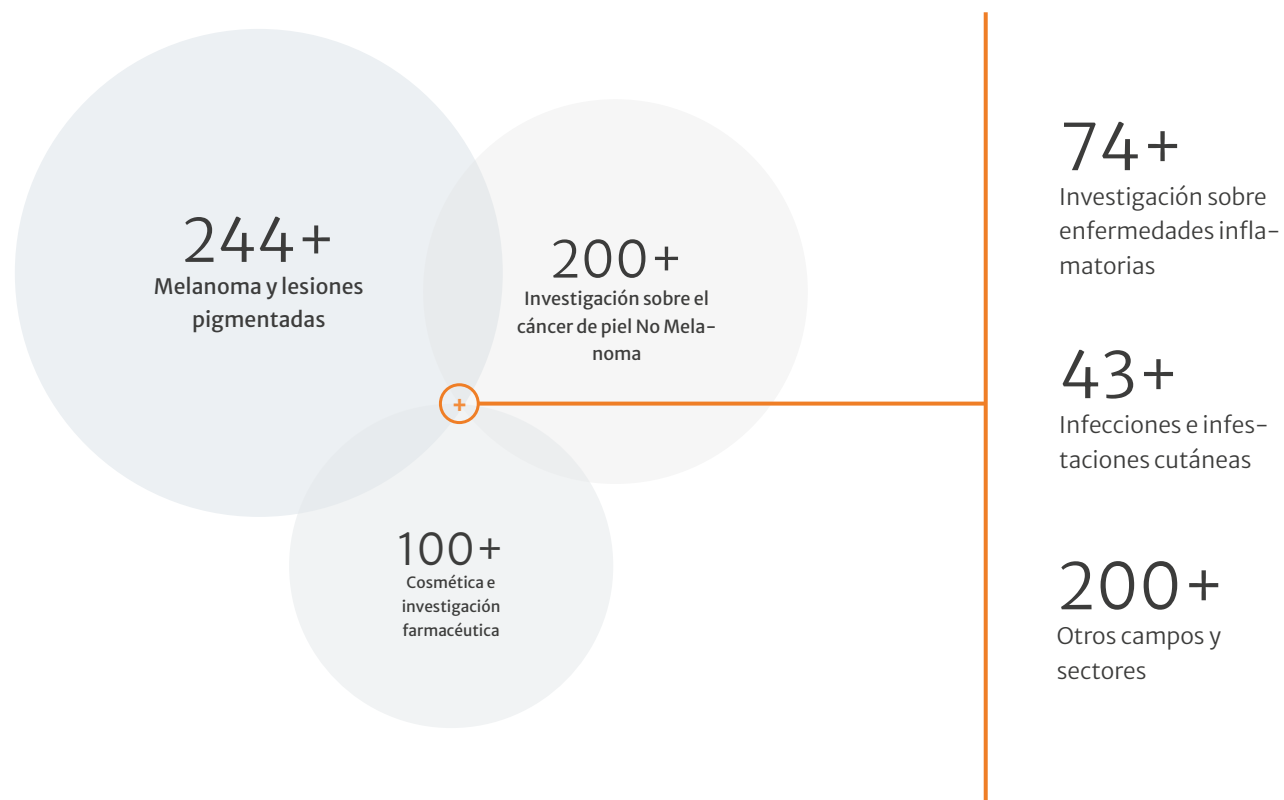 244+
Melanoma y lesiones
pigmentadas
200+
Investigación sobre el
cáncer de piel No Mela-
noma
+
100+
Cosmética e
investigación
farmacéutica
74+
Investigación sobre
enfermedades infla-
matorias
43+
Infecciones e infes-
taciones cutáneas
200+
Otros campos y
sectores